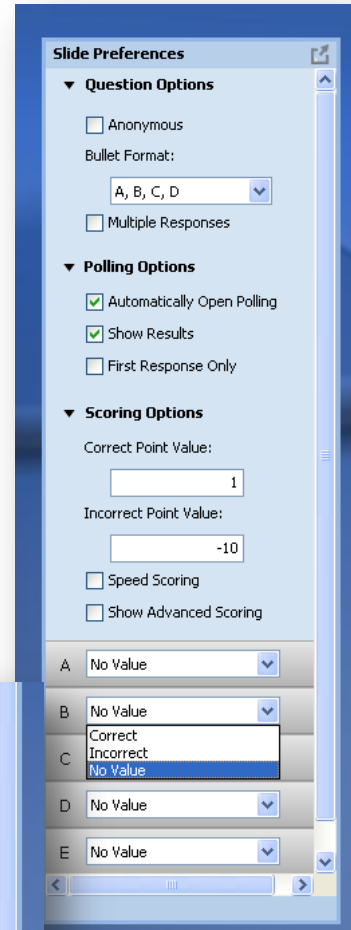 Slide Preferences
Question Options
Anonymous
Bullet Format:
A, B, C, D
Multiple Responses
Polling Options
Automatically Open Polling
Show Results
First Response Only
Scoring Options
Correct Point Value:
1
Incorrect Point Value:
-10
Speed Scoring
Show Advanced Scoring
A No Value
B No Value
Correct
C Incorrect
No Value
D No Value
E No Value